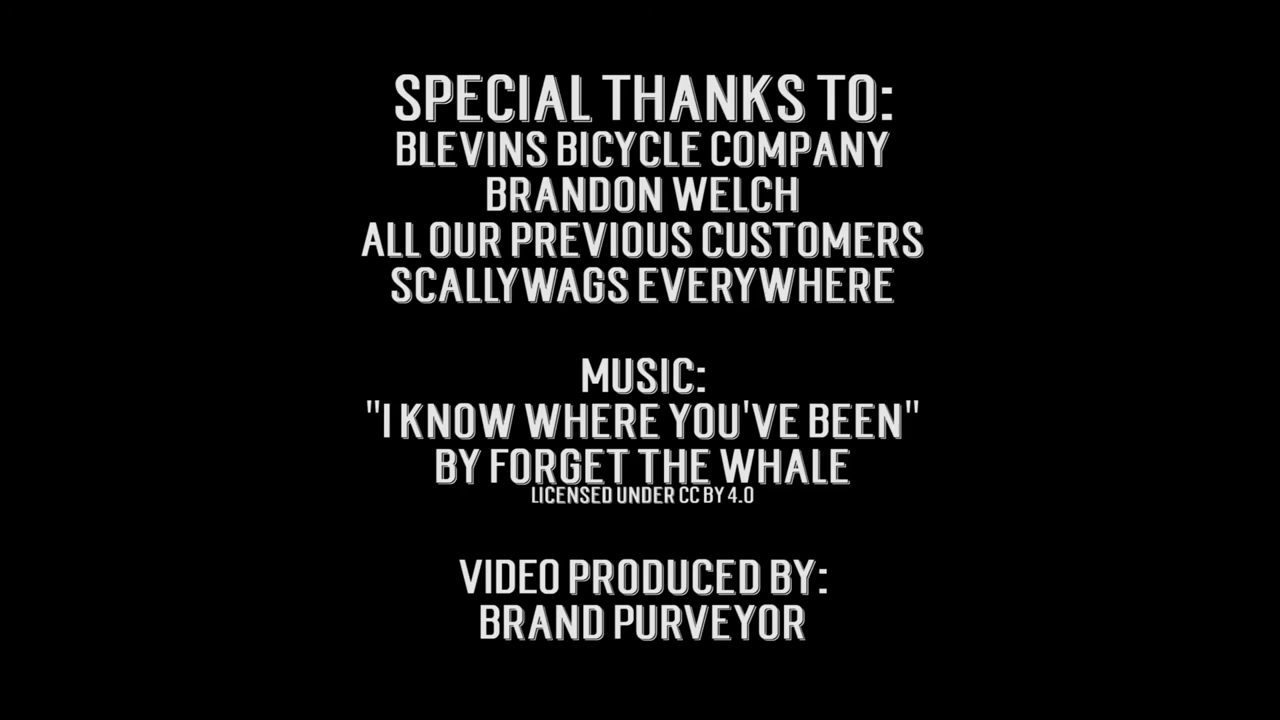 SPECIAL THANKS TO:
BLEVINS BICYCLE COMPANY
BRANDON WELCH
ALL OUR PREVIOUS CUSTOMERS
SCALLYWAGS EVERYWHERE
MUSIC:
"I KNOW WHERE YOU'VE BEEN"
BY FORGET THE WHALE
LICENSED UNDER CC BY 4.0
VIDEO PRODUCED BY:
BRAND PURVEYOR